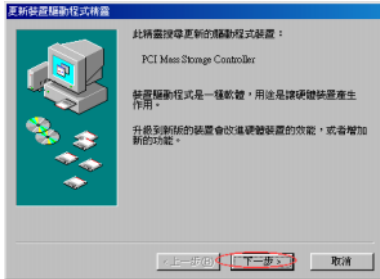 更新裝置驅動程式精靈
此精靈搜尋更新的驅動程式裝置：
PCI Mass Storage Controller
裝置驅動程式是一種軟體，用途是讓硬體裝置產生
作用。
升級到新版的裝置會改進硬體裝置的效能，或者增加
新的功能。
<上一步(B) 下一步> 取消